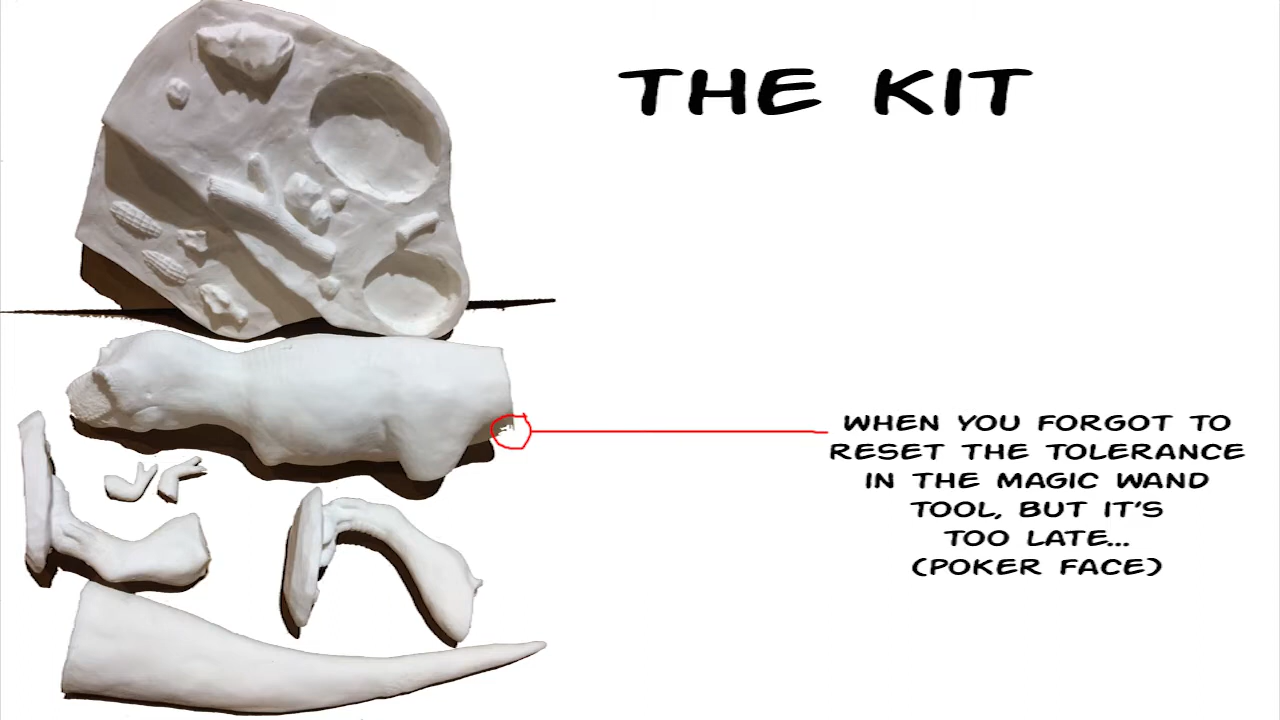 THE KIT
WHEN YOU FORGOT TO
RESET THE TOLERANCE
IN THE MAGIC WAND
TOOL, BUT IT'S
TOO LATE...
(POKER FACE)